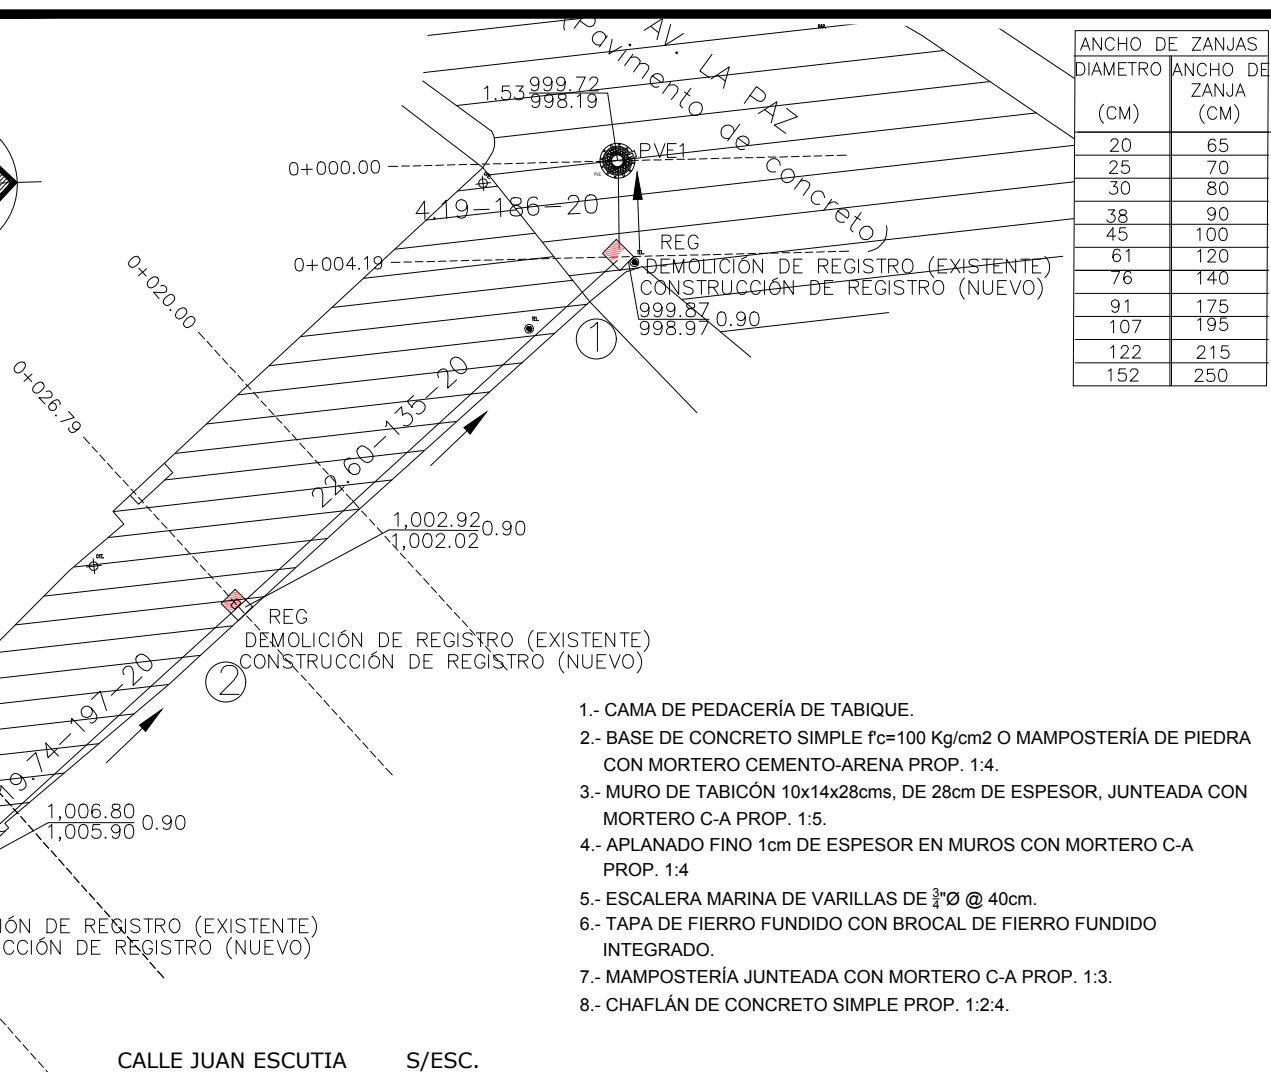 AV. LA PAZ
(Pavimento de concreto)
1.53 999.72
998.19
0+000.00
PVE1
4.19-186-20
0+004.19
REG
DEMOLICIÓN DE REGISTRO (EXISTENTE)
CONSTRUCCIÓN DE REGISTRO (NUEVO)
999.87
998.97 0.90
1
0+020.00
0+026.79
22.60-135-20
1,002.92 0.90
1,002.02
REG
DEMOLICIÓN DE REGISTRO (EXISTENTE)
CONSTRUCCIÓN DE REGISTRO (NUEVO)
2
19.74-197-20
1,006.80 0.90
1,005.90
IÓN DE REGISTRO (EXISTENTE)
CCIÓN DE REGISTRO (NUEVO)
ANCHO DE ZANJAS
DIAMETRO ANCHO DE
ZANJA
(CM) (CM)
20 65
25 70
30 80
38 90
45 100
61 120
76 140
91 175
107 195
122 215
152 250
1.- CAMA DE PEDACERÍA DE TABIQUE.
2.- BASE DE CONCRETO SIMPLE f'c=100 Kg/cm2 O MAMPOSTERÍA DE PIEDRA
CON MORTERO CEMENTO-ARENA PROP. 1:4.
3.- MURO DE TABICÓN 10x14x28cms, DE 28cm DE ESPESOR, JUNTEADA CON
MORTERO C-A PROP. 1:5.
4.- APLANADO FINO 1cm DE ESPESOR EN MUROS CON MORTERO C-A
PROP. 1:4
5.- ESCALERA MARINA DE VARILLAS DE 3/4"Ø @ 40cm.
6.- TAPA DE FIERRO FUNDIDO CON BROCAL DE FIERRO FUNDIDO
INTEGRADO.
7.- MAMPOSTERÍA JUNTEADA CON MORTERO C-A PROP. 1:3.
8.- CHAFLÁN DE CONCRETO SIMPLE PROP. 1:2:4.
CALLE JUAN ESCUTIA S/ESC.